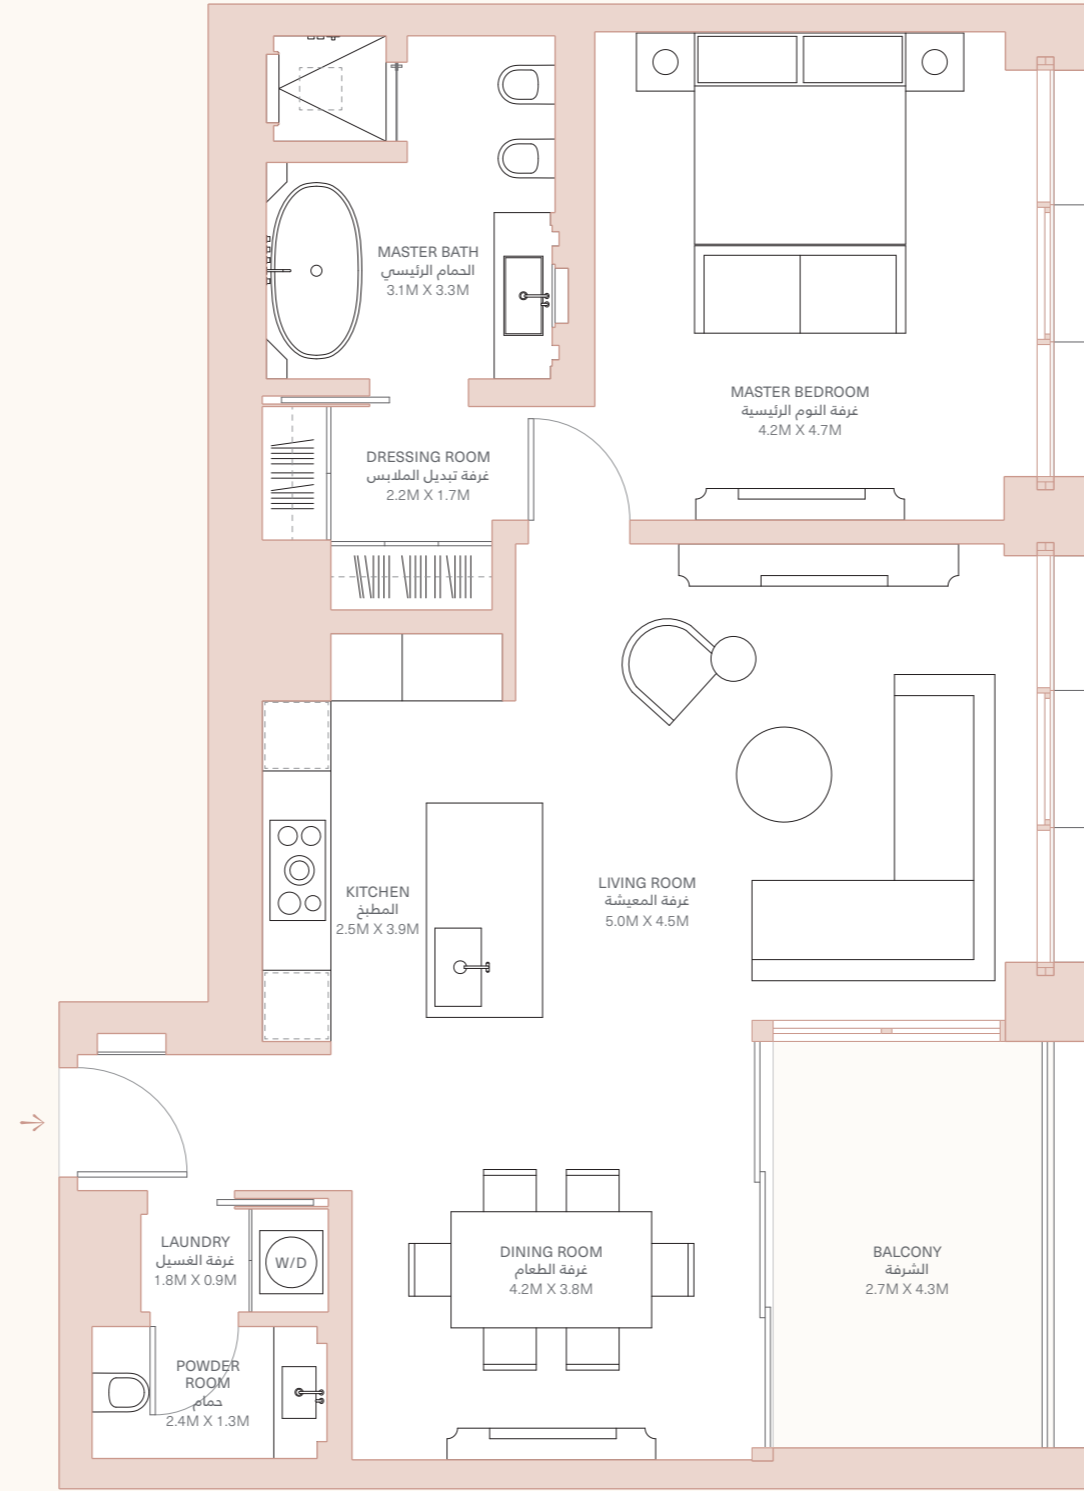 MASTER BATH
الحمام الرئيسي
3.1M X 3.3M
MASTER BEDROOM
غرفة النوم الرئيسية
4.2M X 4.7M
DRESSING ROOM
غرفة تبديل الملابس
2.2M X 1.7M
KITCHEN
المطبخ
2.5M X 3.9M
LIVING ROOM
غرفة المعيشة
5.0M X 4.5M
LAUNDRY
غرفة الغسيل
1.8M X 0.9M
W/D
DINING ROOM
غرفة الطعام
4.2M X 3.8M
BALCONY
الشرفة
2.7M X 4.3M
POWDER
ROOM
حمام
2.4M X 1.3M